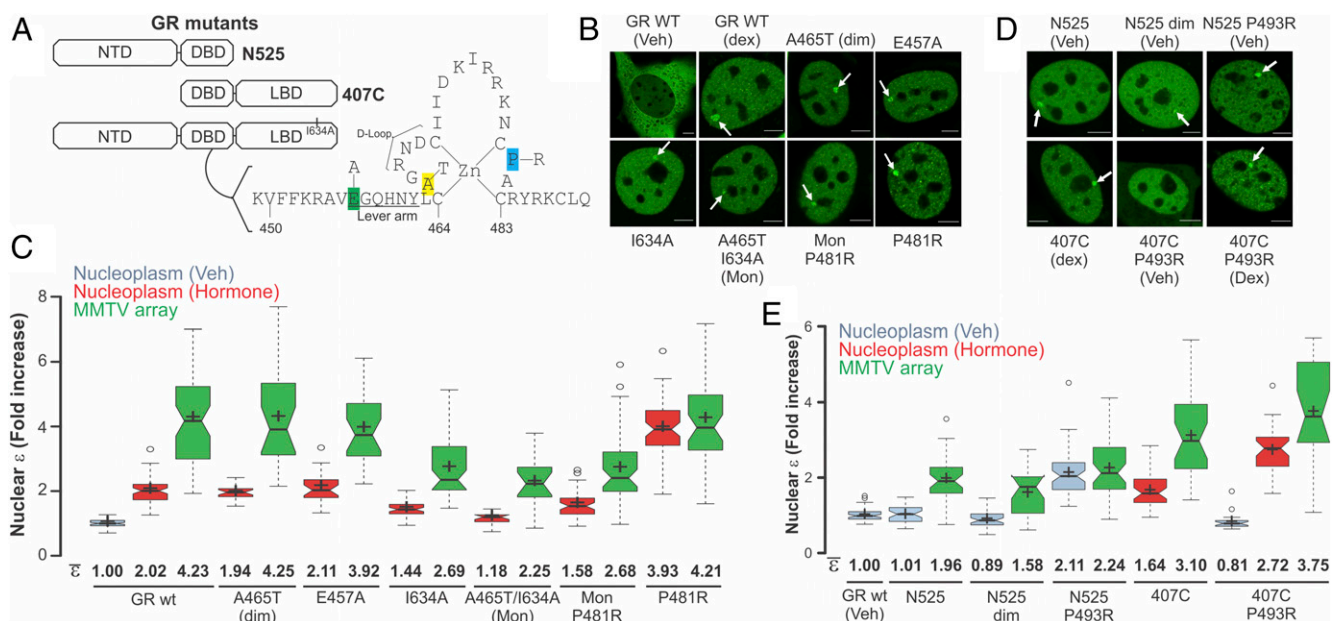 A
GR mutants
NTD DBD N525
DBD LBD 407C
NTD DBD LBD
I634A
D-Loop
I D K I R R K N C
I D C D N R G A T
Zn
P-R
A
A
KVFFKRAVEGQHNYLC
CRYRKCLQ
Lever arm
450 464 483
B
GR WT (Veh)
GR WT (dex)
A465T (dim)
E457A
I634A
A465T I634A (Mon)
Mon P481R
P481R
D
N525 (Veh)
N525 dim (Veh)
N525 P493R (Veh)
407C (dex)
407C P493R (Veh)
407C P493R (Dex)
C
Nucleoplasm (Veh)
Nucleoplasm (Hormone)
MMTV array
Nuclear ε (Fold increase)
8
6
4
2
0
ε̅ 1.00 2.02 4.23 1.94 4.25 2.11 3.92 1.44 2.69 1.18 2.25 1.58 2.68 3.93 4.21
GR wt
A465T (dim)
E457A
I634A
A465T/I634A (Mon)
Mon P481R
P481R
E
Nucleoplasm (Veh)
Nucleoplasm (Hormone)
MMTV array
Nuclear ε (Fold increase)
6
4
2
0
ε̅ 1.00 1.01 1.96 0.89 1.58 2.11 2.24 1.64 3.10 0.81 2.72 3.75
GR wt (Veh)
N525
N525 dim
N525 P493R
407C
407C P493R